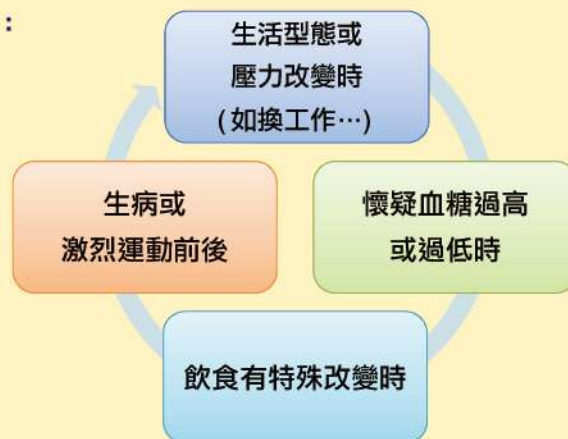 ：
生活型態或
壓力改變時
(如換工作…)
生病或
激烈運動前後
懷疑血糖過高
或過低時
飲食有特殊改變時